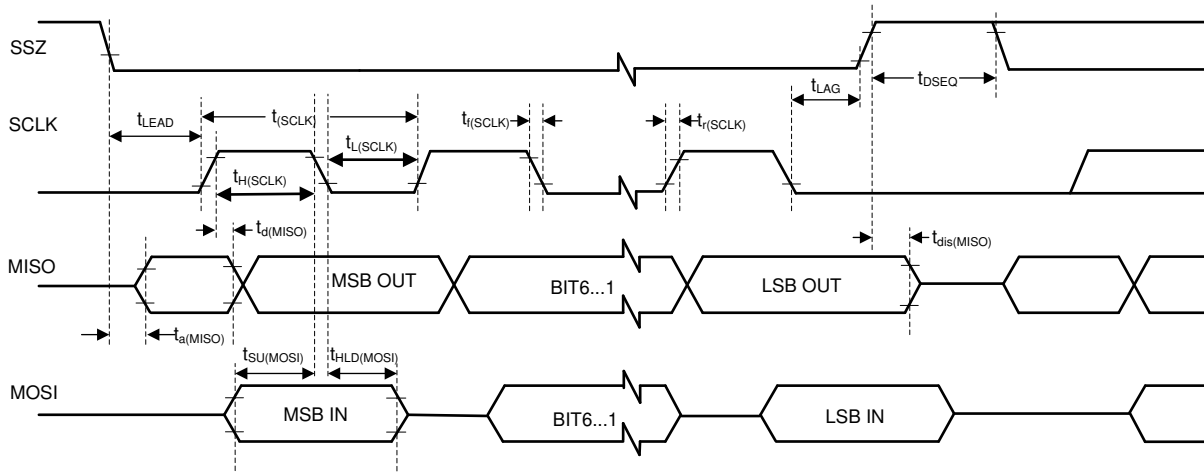 SSZ
tLAG
tDSEQ
SCLK
tLEAD
t(SCLK)
tf(SCLK)
tr(SCLK)
tL(SCLK)
tH(SCLK)
td(MISO)
tdis(MISO)
MISO
MSB OUT
BIT6...1
LSB OUT
ta(MISO)
tSU(MOSI)
tHLD(MOSI)
MOSI
MSB IN
BIT6...1
LSB IN